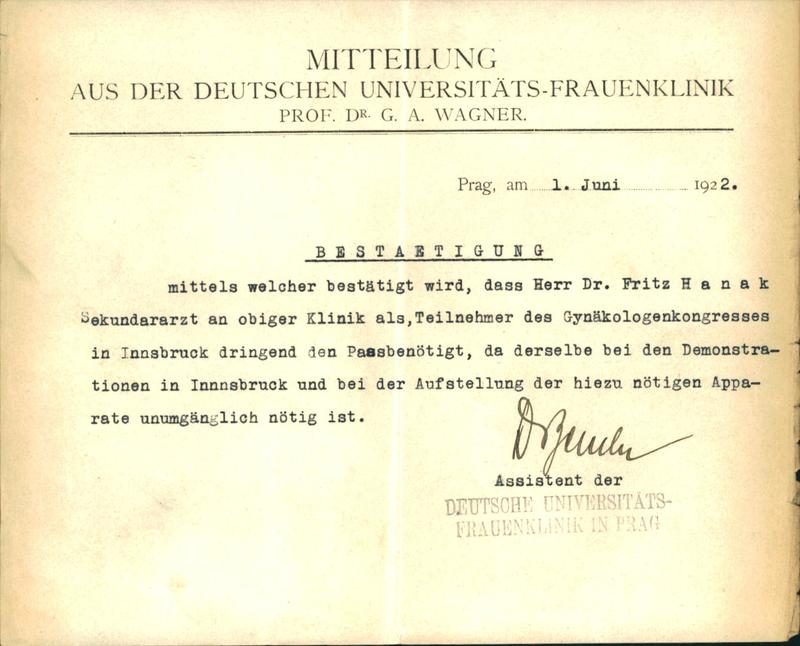 MITTEILUNG
AUS DER DEUTSCHEN UNIVERSITÄTS-FRAUENKLINIK
PROF. DR. G. A. WAGNER.
Prag, am 1. Juni 1922.
BESTAETIGUNG
mittels welcher bestätigt wird, dass Herr Dr. Fritz H a n a k
Sekundararzt an obiger Klinik als,Teilnehmer des Gynäkologenkongresses
in Innsbruck dringend den Passbenötigt, da derselbe bei den Demonstra-
tionen in Innnsbruck und bei der Aufstellung der hiezu nötigen Appa-
rate unumgänglich nötig ist.
Dr
Assistent der
DEUTSCHE UNIVERSITÄTS-
FRAUENKLINIK IN PRAG